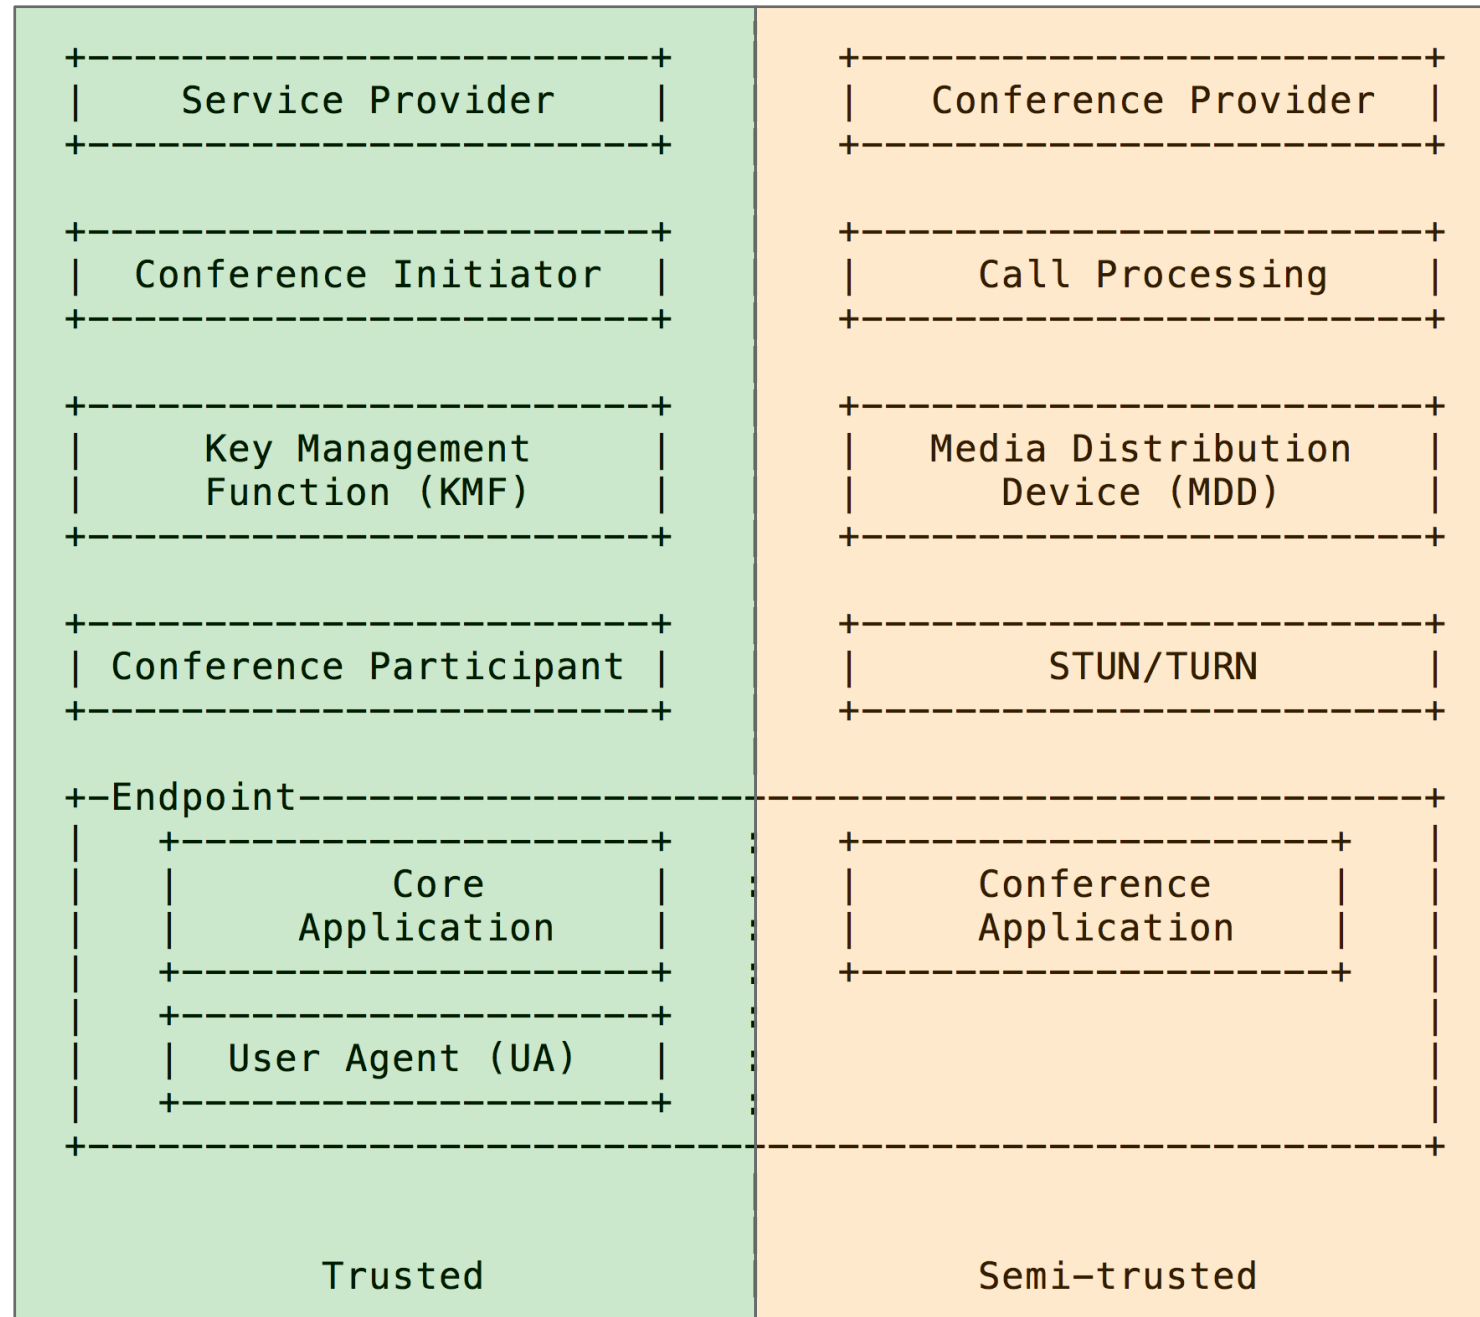 Service Provider
Conference Provider
Conference Initiator
Call Processing
Key Management
Function (KMF)
Media Distribution
Device (MDD)
Conference Participant
STUN/TURN
Endpoint
Core
Application
Conference
Application
User Agent (UA)
Trusted
Semi-trusted